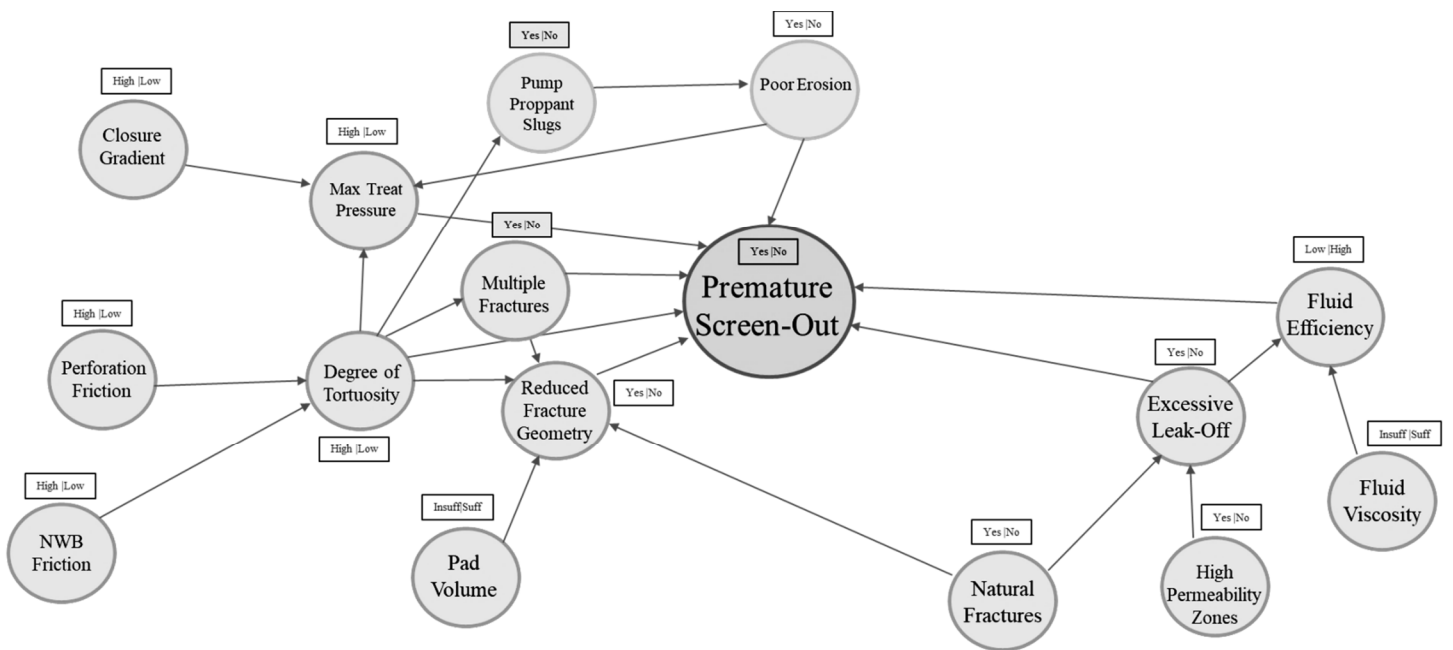 Yes |No
Pump
Proppant
Slugs
Yes |No
Poor Erosion
High |Low
Closure
Gradient
High |Low
Max Treat
Pressure
Yes |No
Multiple
Fractures
Yes |No
Premature
Screen-Out
Low |High
Fluid
Efficiency
High |Low
Perforation
Friction
Degree of
Tortuosity
High |Low
Reduced
Fracture
Geometry
Yes |No
Yes |No
Excessive
Leak-Off
Insuff |Suff
Fluid
Viscosity
High |Low
NWB
Friction
Insuff|Suff
Pad
Volume
Yes |No
Natural
Fractures
Yes |No
High
Permeability
Zones